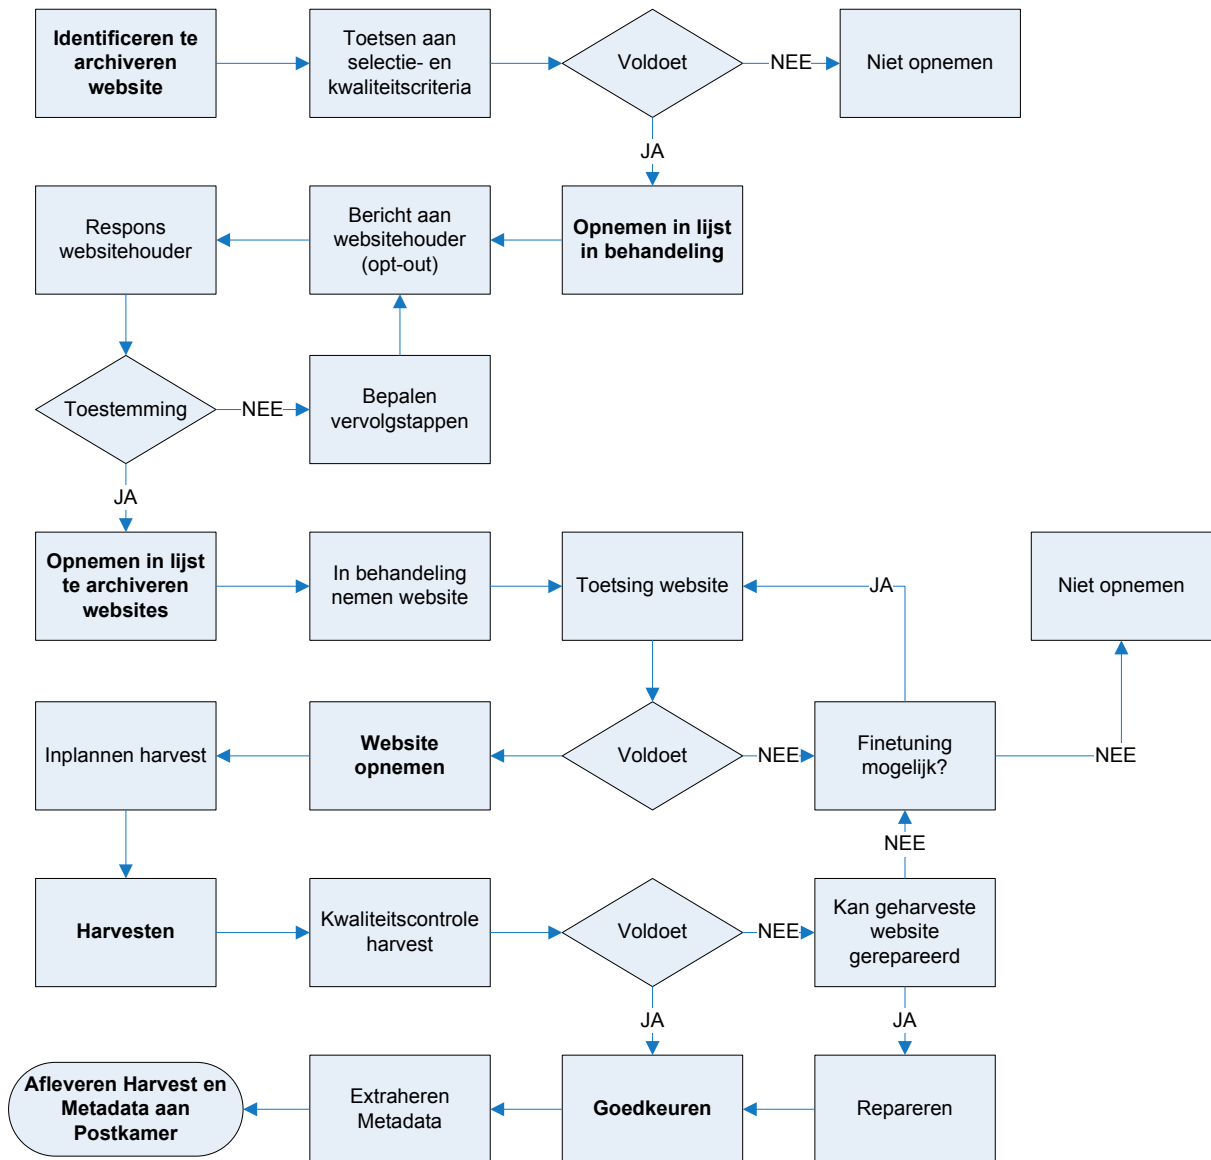 Identificeren te
archiveren
website
Toetsen aan
selectie- en
kwaliteitscriteria
Voldoet
NEE
Niet opnemen
JA
Respons
websitehouder
Bericht aan
websitehouder
(opt-out)
Opnemen in lijst
in behandeling
Toestemming
NEE
Bepalen
vervolgstappen
JA
Opnemen in lijst
te archiveren
websites
In behandeling
nemen website
Toetsing website
JA
Niet opnemen
Inplannen harvest
Website
opnemen
Voldoet
NEE
Finetuning
mogelijk?
NEE
NEE
Harvesten
Kwaliteitscontrole
harvest
Voldoet
NEE
Kan geharveste
website
gerepareerd
JA
JA
Afleveren Harvest en
Metadata aan
Postkamer
Extraheren
Metadata
Goedkeuren
Repareren